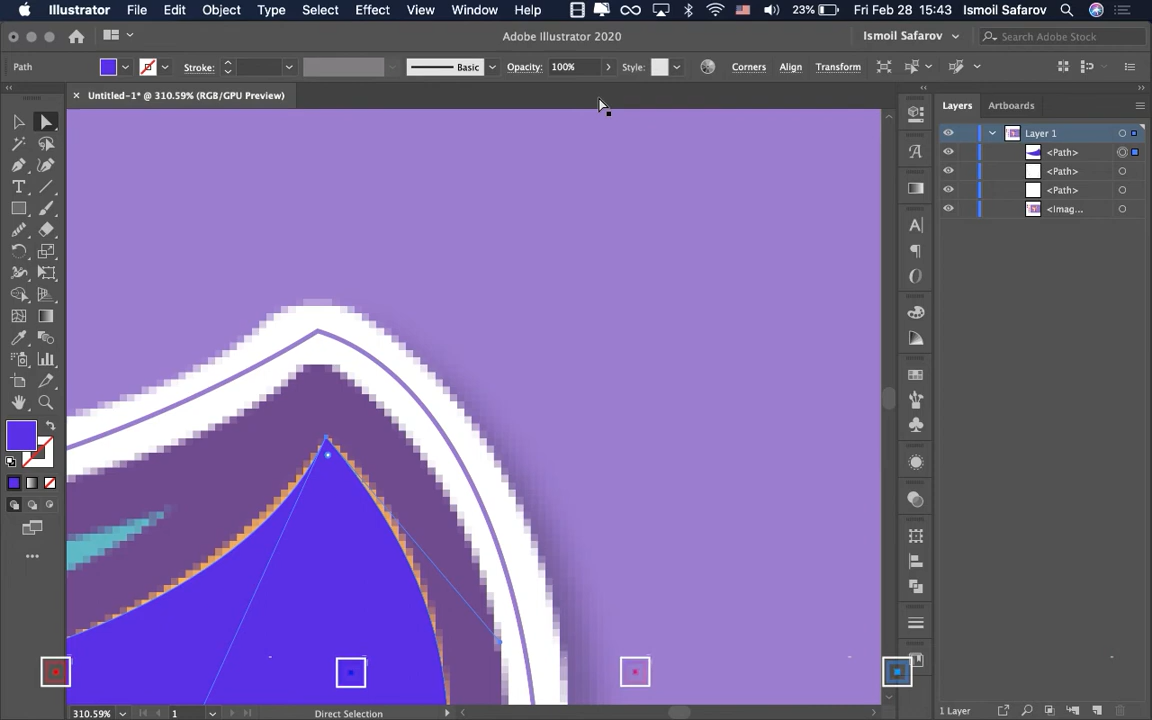 Illustrator File Edit Object Type Select Effect View Window Help 23% Fri Feb 28 15:43 Ismoil Safarov
Adobe Illustrator 2020 Ismoil Safarov Search Adobe Stock
Path Stroke: Basic Opacity: 100% Style: Corners Align Transform
Untitled-1* @ 310.59% (RGB/GPU Preview) Layers Artboards
Layer 1
<Path>
<Path>
<Path>
<Imag...
310.59% 1 Direct Selection 1 Layer